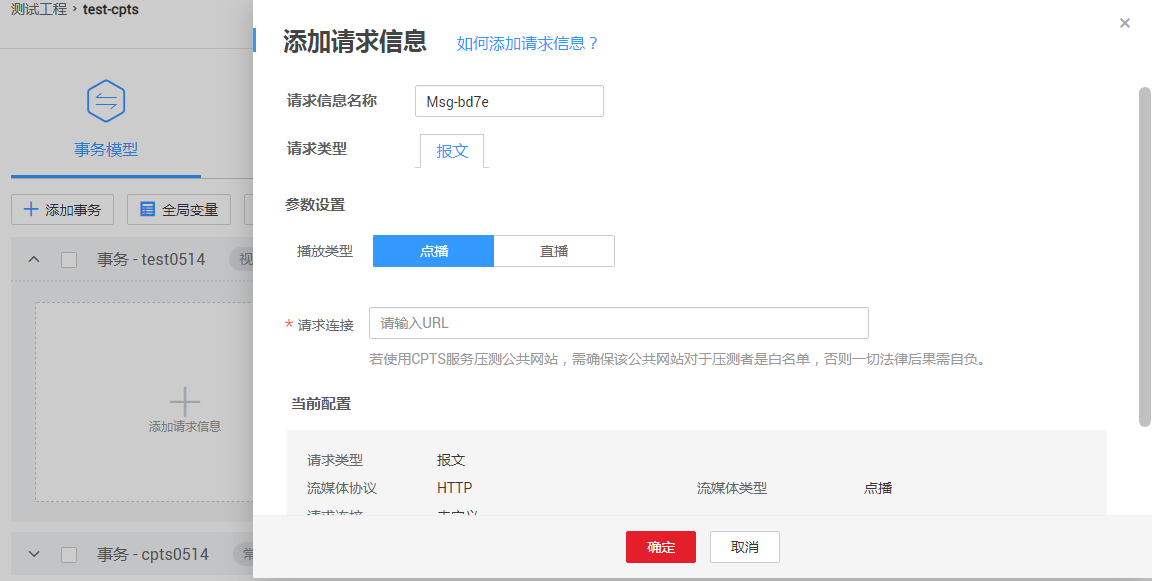 测试工程 › test-cpts
事务模型
添加事务
全局变量
事务 - test0514
视
添加请求信息
事务 - cpts0514
常
添加请求信息
如何添加请求信息？
请求信息名称
Msg-bd7e
请求类型
报文
参数设置
播放类型
点播
直播
* 请求连接
请输入URL
若使用CPTS服务压测公共网站，需确保该公共网站对于压测者是白名单，否则一切法律后果需自负。
当前配置
请求类型 报文
流媒体协议 HTTP 流媒体类型 点播
请求连接 未定义
确定
取消